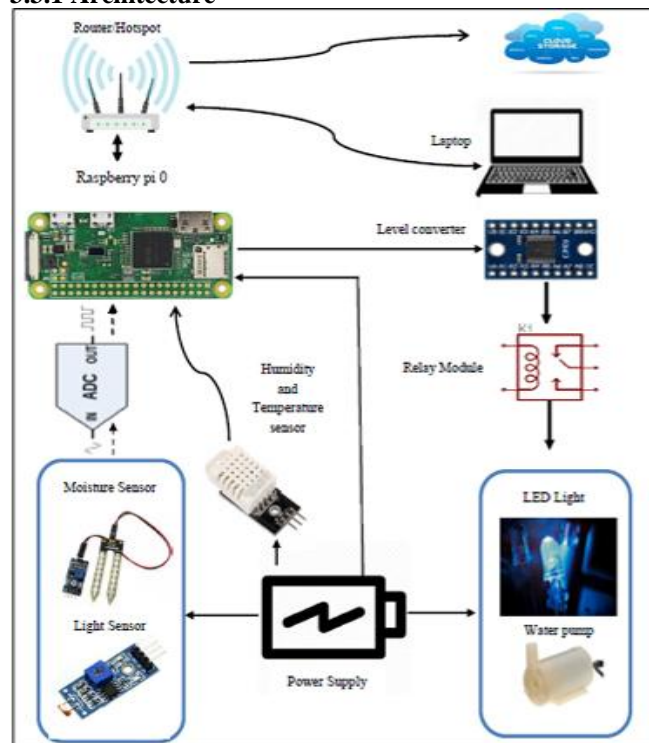 3.3.1 Architecture
Router/Hotspot
CLOUD
STORAGE
Laptop
Raspberry pi 0
Level converter
K1
OUT
ADC
IN
Humidity
and
Temperature
sensor
Relay Module
Moisture Sensor
LED Light
Light Sensor
Water pump
Power Supply